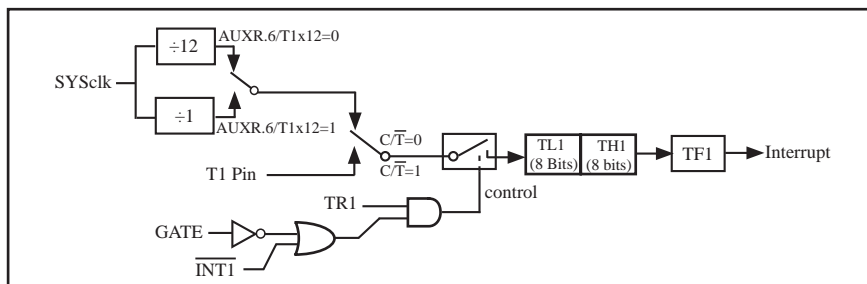 ÷12
AUXR.6/T1x12=0
SYSclk
÷1
AUXR.6/T1x12=1
C/T̅=0
C/T̅=1
T1 Pin
TL1
(8 Bits)
TH1
(8 bits)
TF1
Interrupt
control
TR1
GATE
I̅N̅T̅1̅